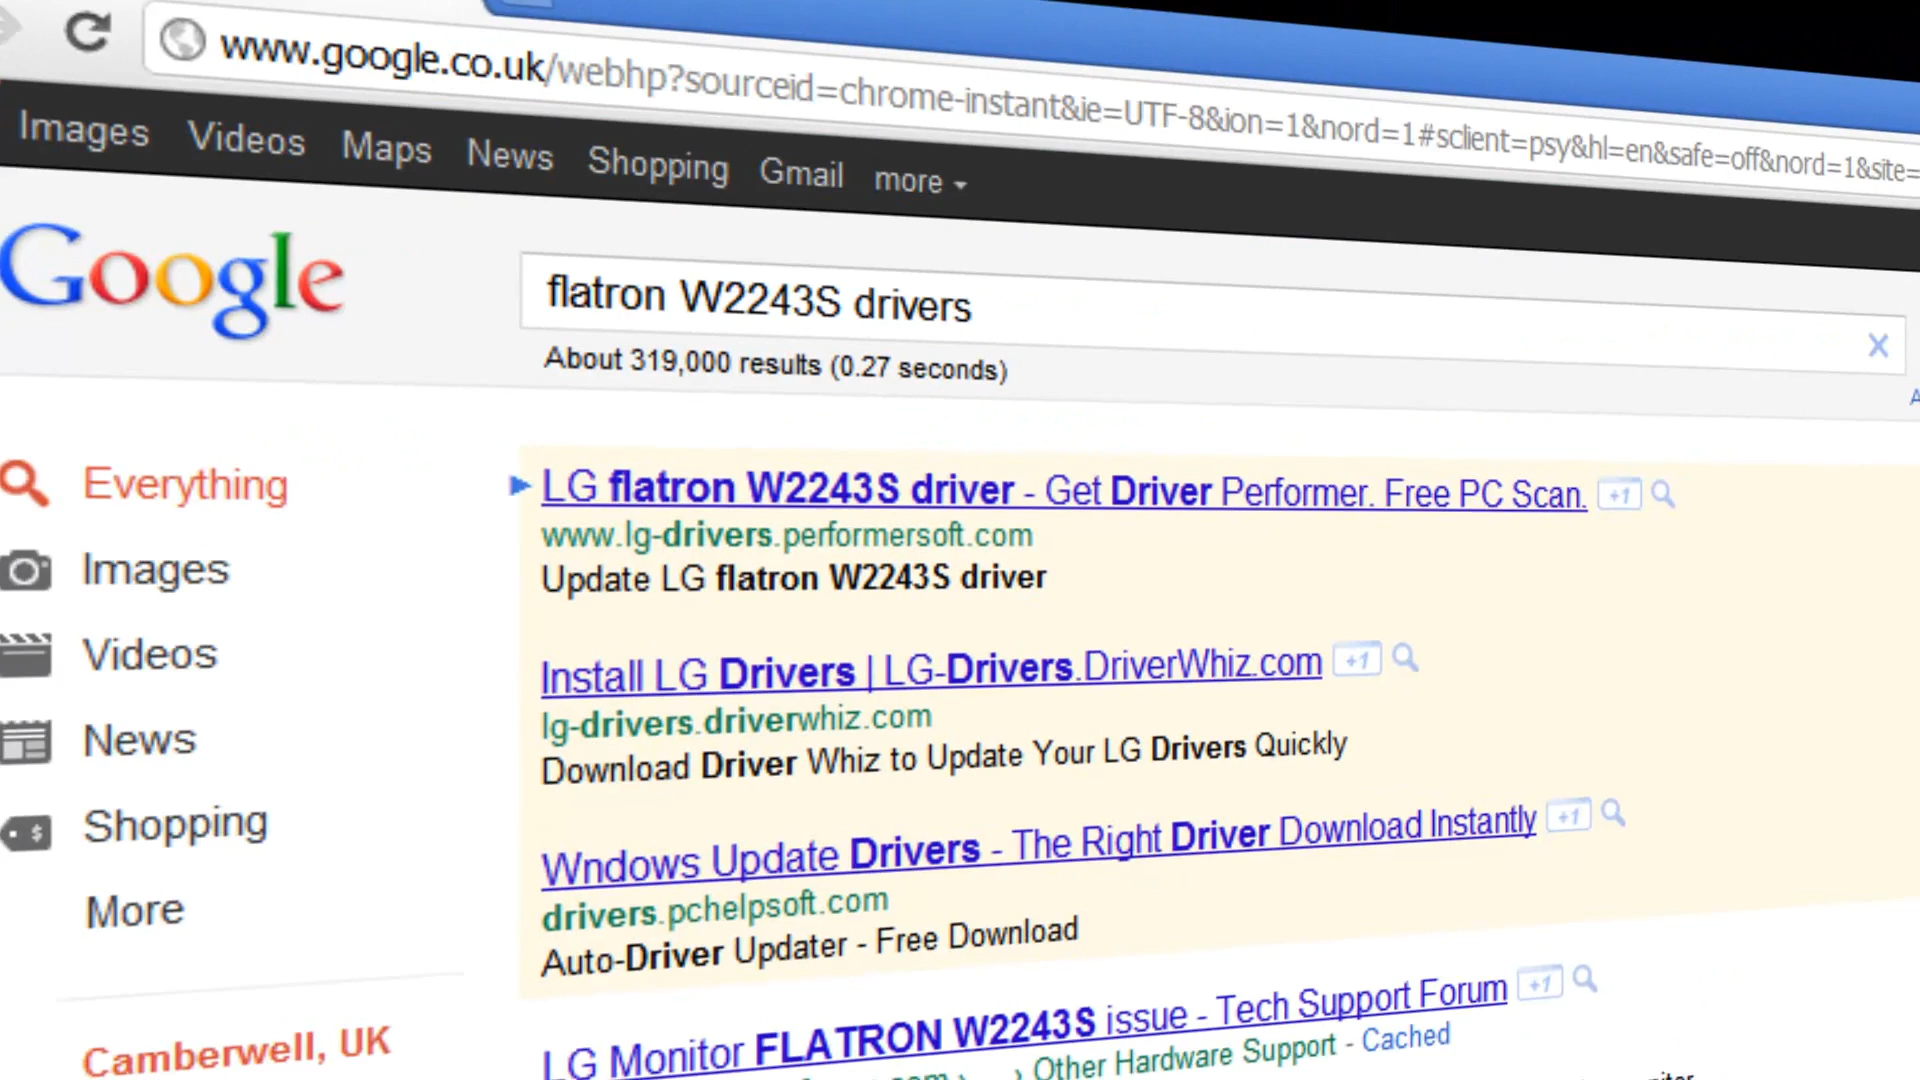 www.google.co.uk/webhp?sourceid=chrome-instant&ie=UTF-8&ion=1&nord=1#sclient=psy&hl=en&safe=off&nord=1&site=
Images Videos Maps News Shopping Gmail more
Google
flatron W2243S drivers
About 319,000 results (0.27 seconds)
Everything
Images
Videos
News
Shopping
More
Camberwell, UK
LG flatron W2243S driver - Get Driver Performer. Free PC Scan. +1
www.lg-drivers.performersoft.com
Update LG flatron W2243S driver
Install LG Drivers | LG-Drivers.DriverWhiz.com +1
lg-drivers.driverwhiz.com
Download Driver Whiz to Update Your LG Drivers Quickly
Wndows Update Drivers - The Right Driver Download Instantly +1
drivers.pchelpsoft.com
Auto-Driver Updater - Free Download
LG Monitor FLATRON W2243S issue - Tech Support Forum +1
Other Hardware Support - Cached